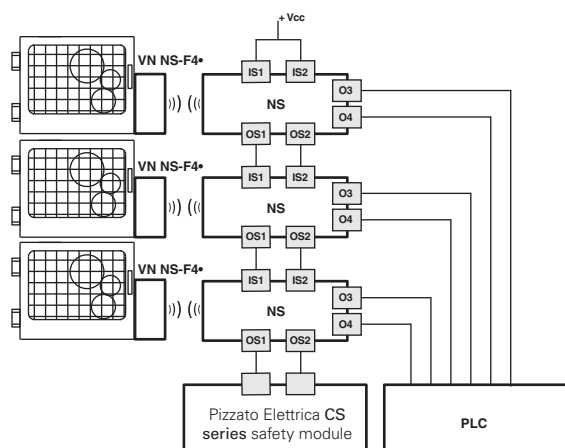 + Vcc
VN NS-F4•
IS1 IS2
NS
O3
O4
OS1 OS2
VN NS-F4•
IS1 IS2
NS
O3
O4
OS1 OS2
VN NS-F4•
IS1 IS2
NS
O3
O4
OS1 OS2
Pizzato Elettrica CS
series safety module
PLC